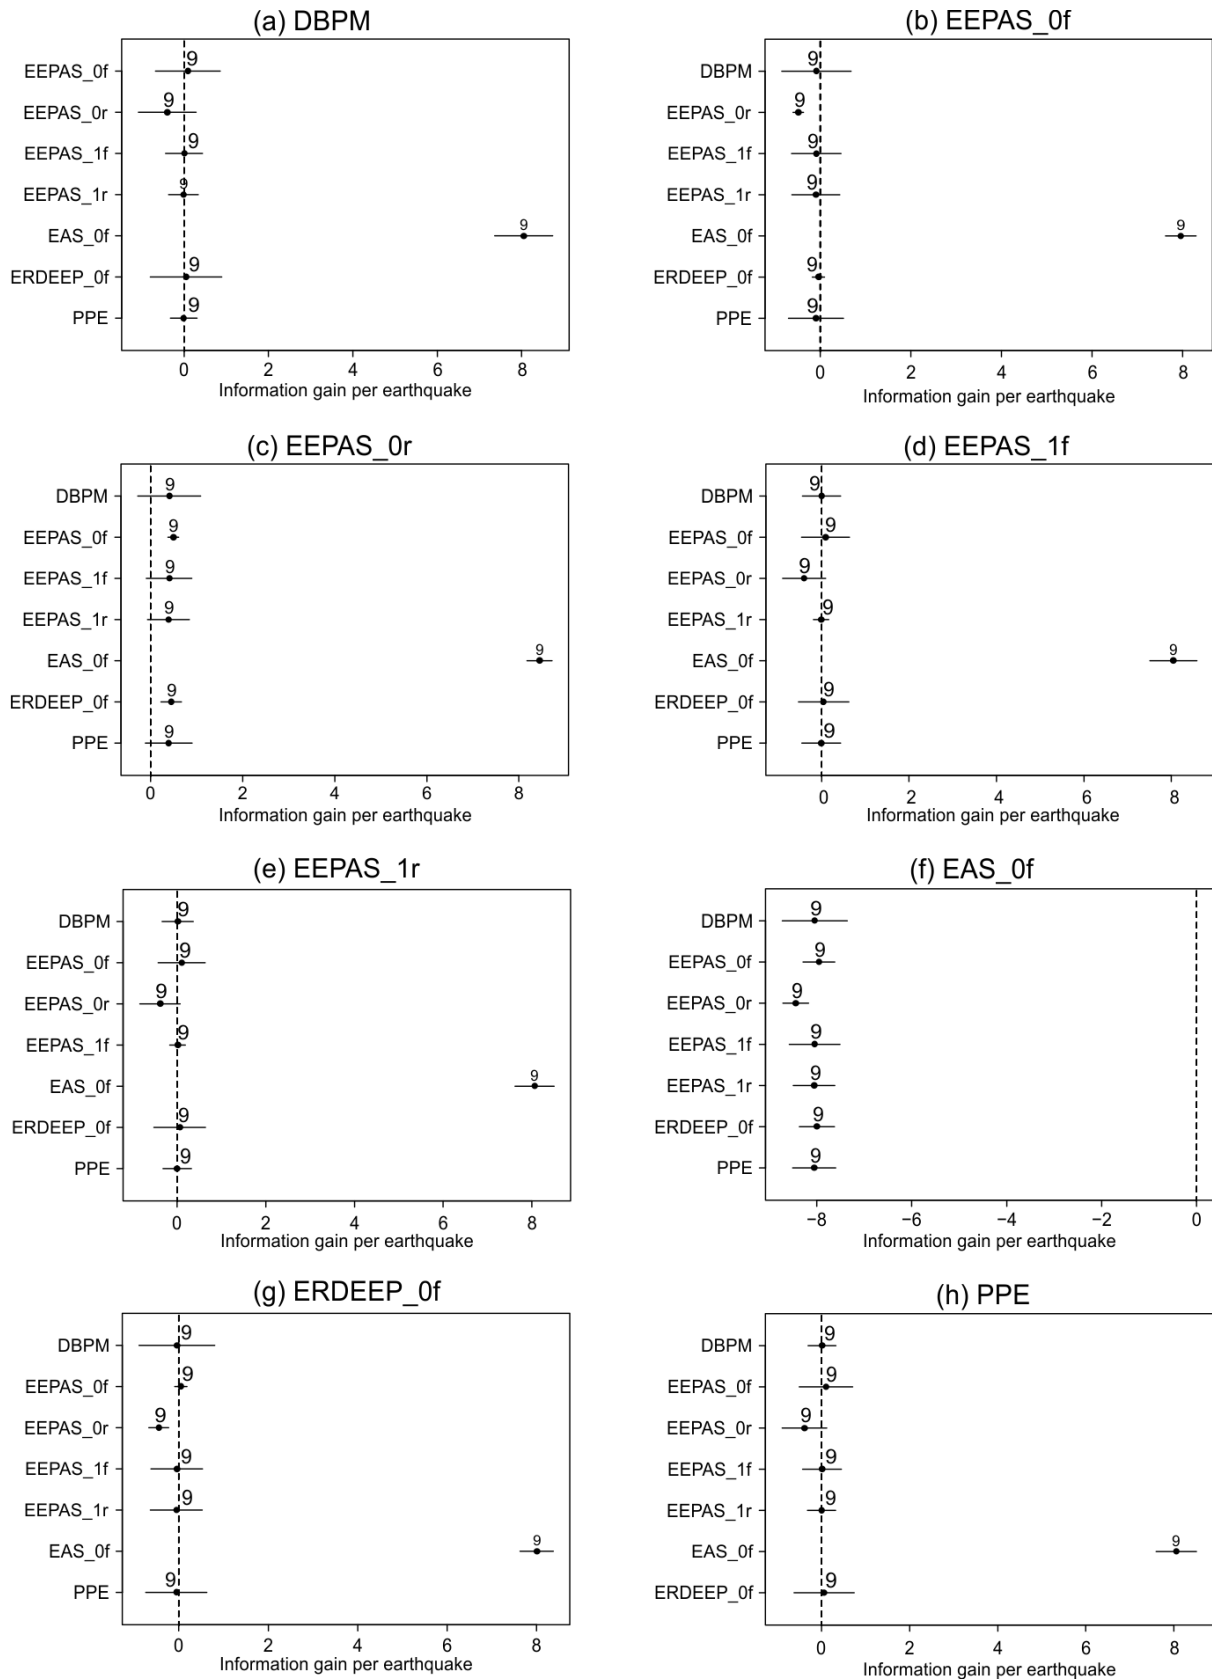 (a) DBPM
EEPAS_0f
9
EEPAS_0r
9
EEPAS_1f
9
EEPAS_1r
9
EAS_0f
9
ERDEEP_0f
9
PPE
9
0 2 4 6 8
Information gain per earthquake
(b) EEPAS_0f
DBPM
9
EEPAS_0r
9
EEPAS_1f
9
EEPAS_1r
9
EAS_0f
9
ERDEEP_0f
9
PPE
9
0 2 4 6 8
Information gain per earthquake
(c) EEPAS_0r
DBPM
9
EEPAS_0f
9
EEPAS_1f
9
EEPAS_1r
9
EAS_0f
9
ERDEEP_0f
9
PPE
9
0 2 4 6 8
Information gain per earthquake
(d) EEPAS_1f
DBPM
9
EEPAS_0f
9
EEPAS_0r
9
EEPAS_1r
9
EAS_0f
9
ERDEEP_0f
9
PPE
9
0 2 4 6 8
Information gain per earthquake
(e) EEPAS_1r
DBPM
9
EEPAS_0f
9
EEPAS_0r
9
EEPAS_1f
9
EAS_0f
9
ERDEEP_0f
9
PPE
9
0 2 4 6 8
Information gain per earthquake
(f) EAS_0f
DBPM
9
EEPAS_0f
9
EEPAS_0r
9
EEPAS_1f
9
EEPAS_1r
9
ERDEEP_0f
9
PPE
9
−8 −6 −4 −2 0
Information gain per earthquake
(g) ERDEEP_0f
DBPM
9
EEPAS_0f
9
EEPAS_0r
9
EEPAS_1f
9
EEPAS_1r
9
EAS_0f
9
PPE
9
0 2 4 6 8
Information gain per earthquake
(h) PPE
DBPM
9
EEPAS_0f
9
EEPAS_0r
9
EEPAS_1f
9
EEPAS_1r
9
EAS_0f
9
ERDEEP_0f
9
0 2 4 6 8
Information gain per earthquake